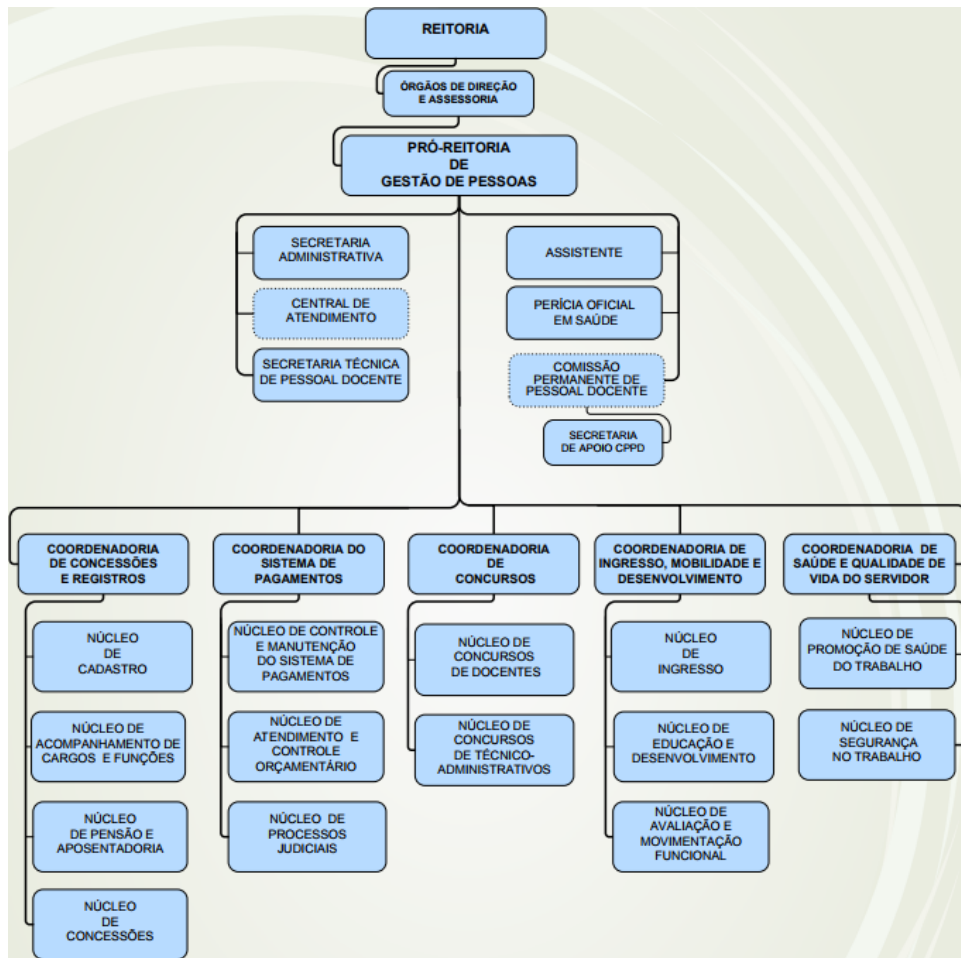 REITORIA
ÓRGÃOS DE DIREÇÃO
E ASSESSORIA
PRÓ-REITORIA
DE
GESTÃO DE PESSOAS
SECRETARIA
ADMINISTRATIVA
CENTRAL DE
ATENDIMENTO
SECRETARIA TÉCNICA
DE PESSOAL DOCENTE
ASSISTENTE
PERÍCIA OFICIAL
EM SAÚDE
COMISSÃO
PERMANENTE DE
PESSOAL DOCENTE
SECRETARIA
DE APOIO CPPD
COORDENADORIA
DE CONCESSÕES
E REGISTROS
NÚCLEO
DE
CADASTRO
NÚCLEO DE
ACOMPANHAMENTO DE
CARGOS E FUNÇÕES
NÚCLEO
DE PENSÃO E
APOSENTADORIA
NÚCLEO
DE
CONCESSÕES
COORDENADORIA DO
SISTEMA DE
PAGAMENTOS
NÚCLEO DE CONTROLE
E MANUTENÇÃO
DO SISTEMA DE
PAGAMENTOS
NÚCLEO DE
ATENDIMENTO E
CONTROLE
ORÇAMENTÁRIO
NÚCLEO DE
PROCESSOS
JUDICIAIS
COORDENADORIA
DE
CONCURSOS
NÚCLEO DE
CONCURSOS
DE DOCENTES
NÚCLEO DE
CONCURSOS
DE TÉCNICO-
ADMINISTRATIVOS
COORDENADORIA DE
INGRESSO, MOBILIDADE E
DESENVOLVIMENTO
NÚCLEO
DE
INGRESSO
NÚCLEO DE
EDUCAÇÃO E
DESENVOLVIMENTO
NÚCLEO DE
AVALIAÇÃO E
MOVIMENTAÇÃO
FUNCIONAL
COORDENADORIA DE
SAÚDE E QUALIDADE DE
VIDA DO SERVIDOR
NÚCLEO DE
PROMOÇÃO DE SAÚDE
DO TRABALHO
NÚCLEO DE
SEGURANÇA
NO TRABALHO